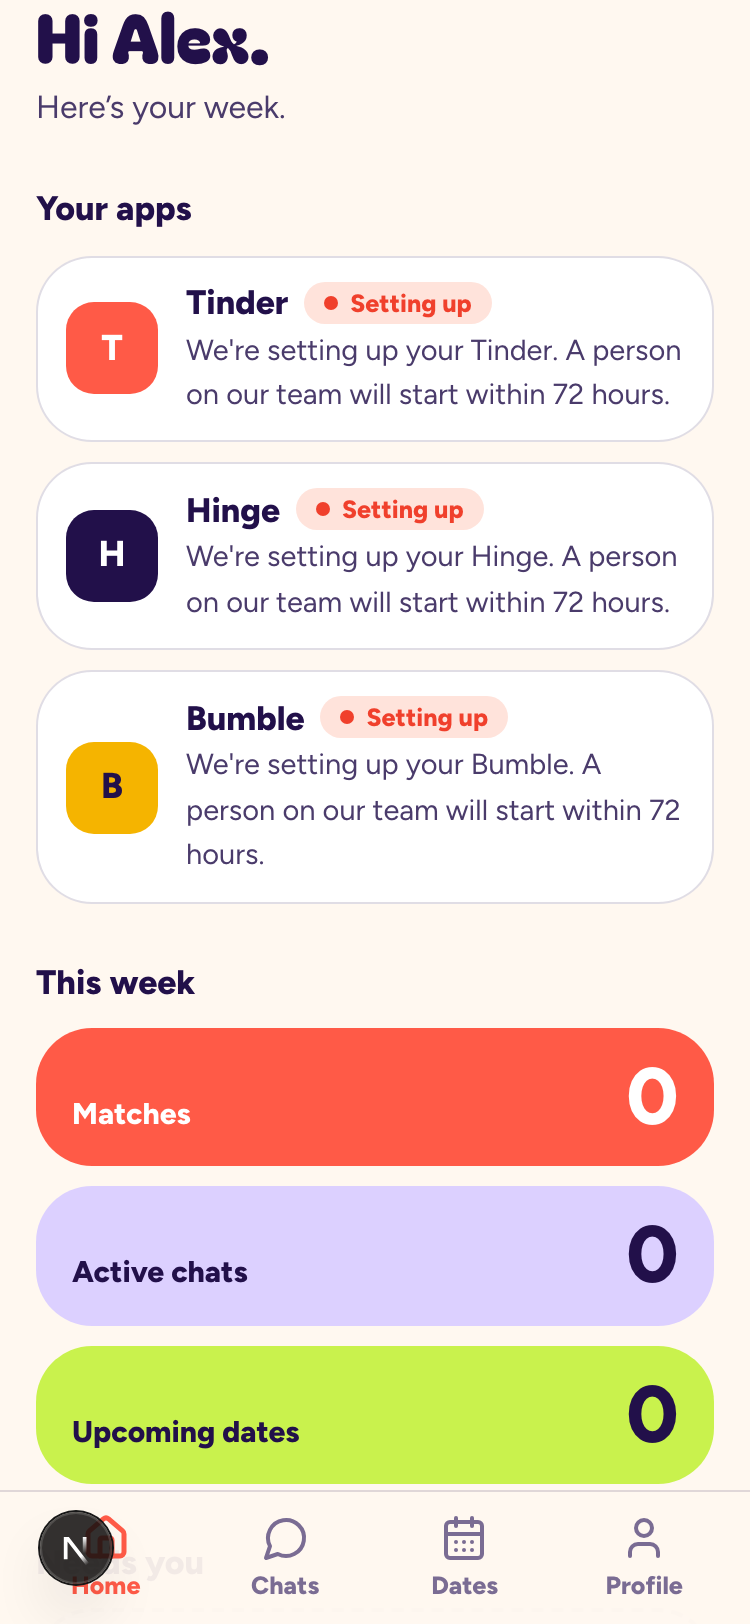 Hi Alex.
Here’s your week.
Your apps
T
Tinder
Setting up
We're setting up your Tinder. A person
on our team will start within 72 hours.
H
Hinge
Setting up
We're setting up your Hinge. A person
on our team will start within 72 hours.
B
Bumble
Setting up
We're setting up your Bumble. A
person on our team will start within 72
hours.
This week
Matches
0
Active chats
0
Upcoming dates
0
N
you
Home
Chats
Dates
Profile